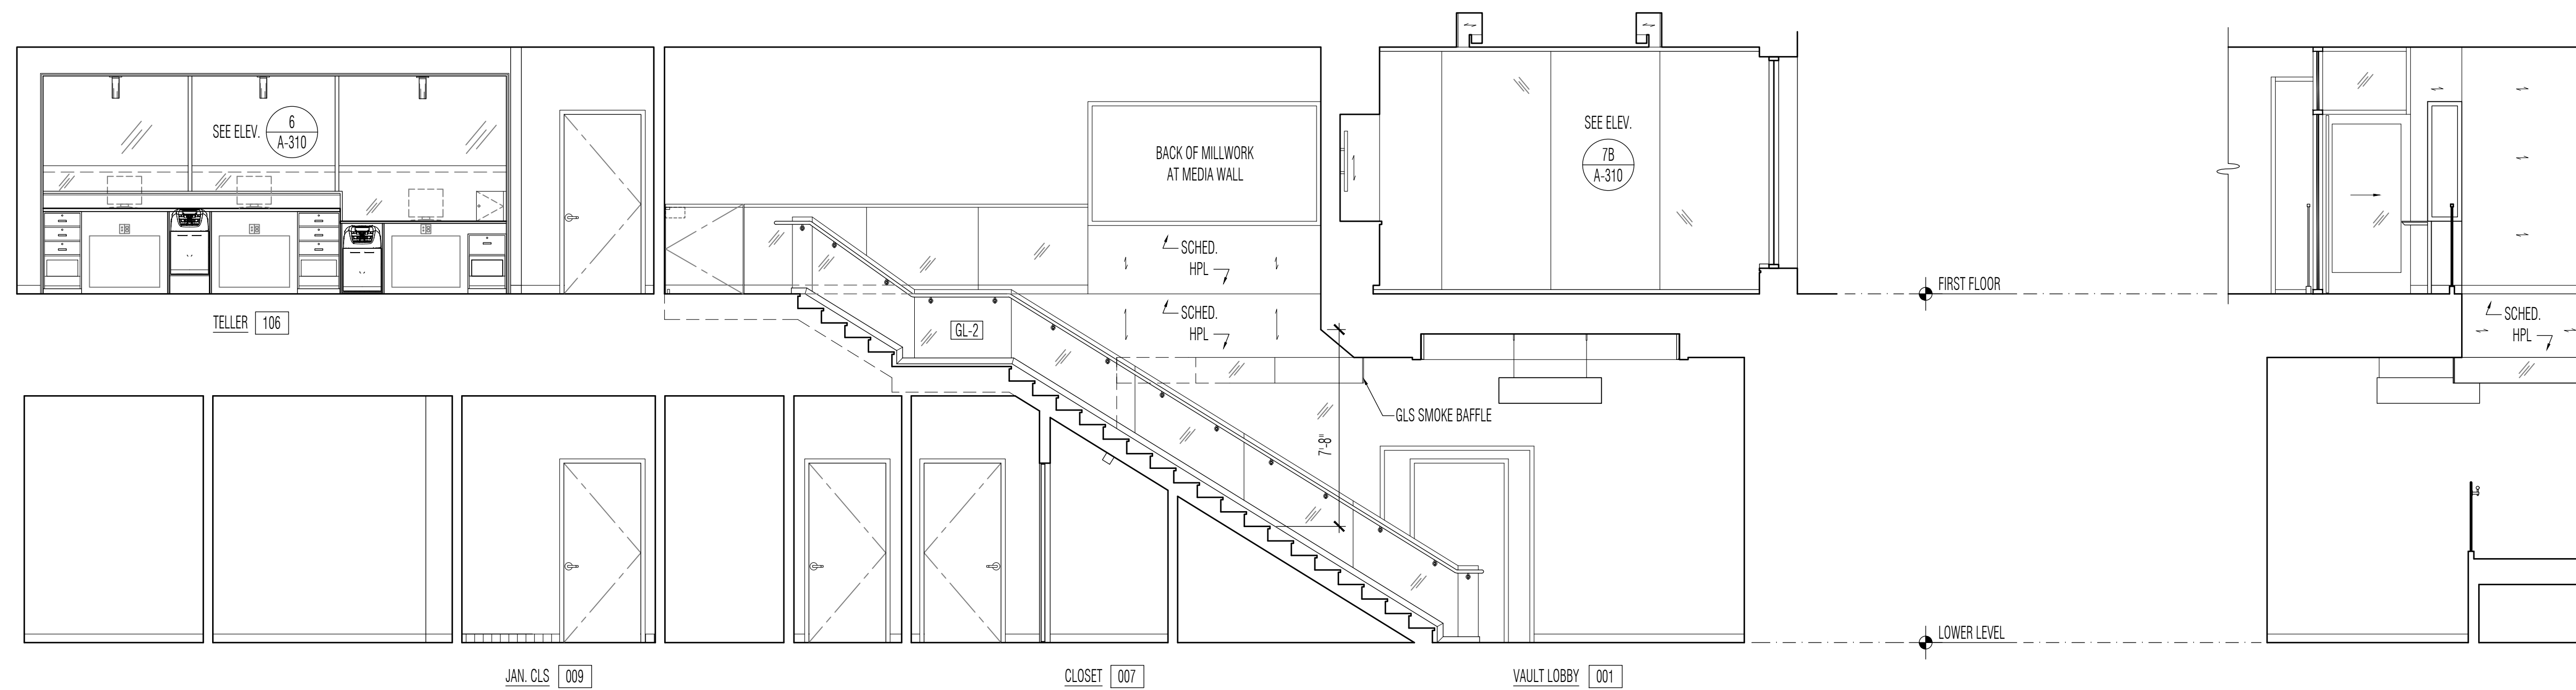 SEE ELEV.
6
A-310
TELLER 106
BACK OF MILLWORK
AT MEDIA WALL
SCHED.
HPL
SCHED.
HPL
GL-2
GLS SMOKE BAFFLE
7'-8"
SEE ELEV.
7B
A-310
FIRST FLOOR
SCHED.
HPL
LOWER LEVEL
JAN. CLS 009
CLOSET 007
VAULT LOBBY 001